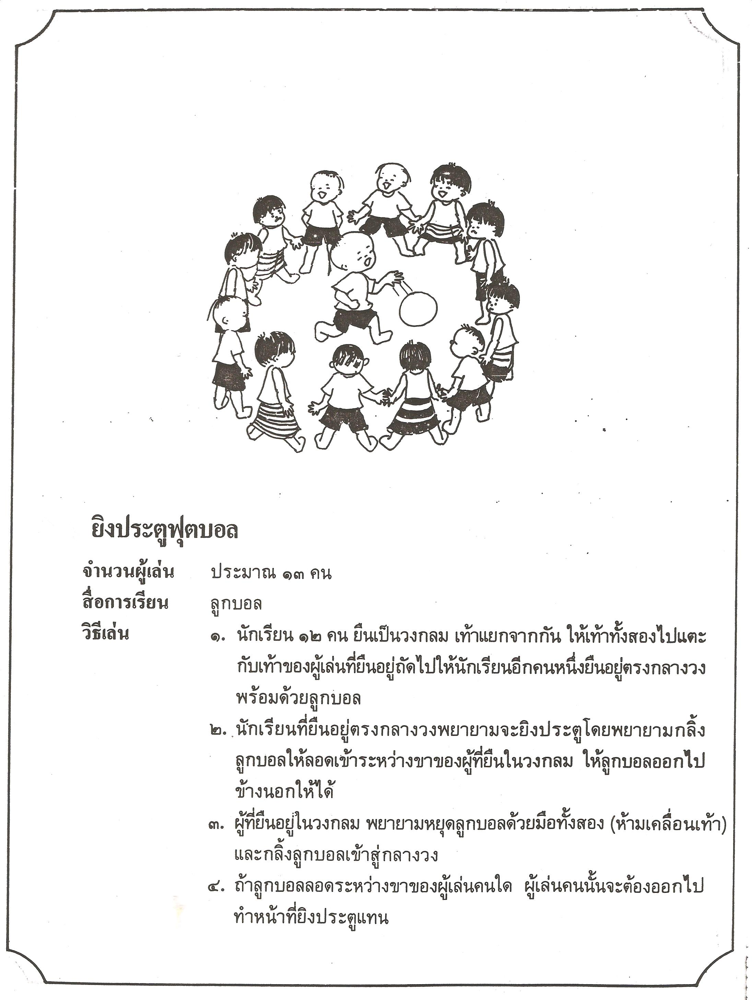 ยิงประตูฟุตบอล
จำนวนผู้เล่น ประมาณ ๑๓ คน
สื่อการเรียน ลูกบอล
วิธีเล่น ๑. นักเรียน ๑๒ คน ยืนเป็นวงกลม เท้าแยกจากกัน ให้เท้าทั้งสองไปแตะ
กับเท้าของผู้เล่นที่ยืนอยู่ถัดไปให้นักเรียนอีกคนหนึ่งยืนอยู่ตรงกลางวง
พร้อมด้วยลูกบอล
๒. นักเรียนที่ยืนอยู่ตรงกลางวงพยายามจะยิงประตูโดยพยายามกลิ้ง
ลูกบอลให้ลอดเข้าระหว่างขาของผู้ที่ยืนในวงกลม ให้ลูกบอลออกไป
ข้างนอกให้ได้
๓. ผู้ที่ยืนอยู่ในวงกลม พยายามหยุดลูกบอลด้วยมือทั้งสอง (ห้ามเคลื่อนเท้า)
และกลิ้งลูกบอลเข้าสู่กลางวง
๔. ถ้าลูกบอลลอดระหว่างขาของผู้เล่นคนใด ผู้เล่นคนนั้นจะต้องออกไป
ทำหน้าที่ยิงประตูแทน